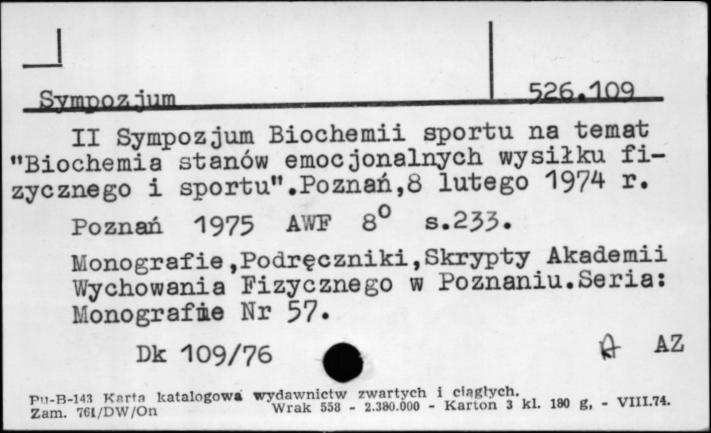 Sympozjum 526.109
II Sympozjum Biochemii sportu na temat
"Biochemia stanów emocjonalnych wysiłku fi-
zycznego i sportu".Poznań,8 lutego 1974 r.
Poznań 1975 AWF 8⁰ s.233.
Monografie,Podręczniki,Skrypty Akademii
Wychowania Fizycznego w Poznaniu.Seria:
Monografie Nr 57.
Dk 109/76 A AZ
Pu-B-143 Karta katalogowa wydawnictw zwartych i ciągłych.
Zam. 761/DW/On Wrak 558 - 2.380.000 - Karton 3 kl. 180 g, - VIII.74.